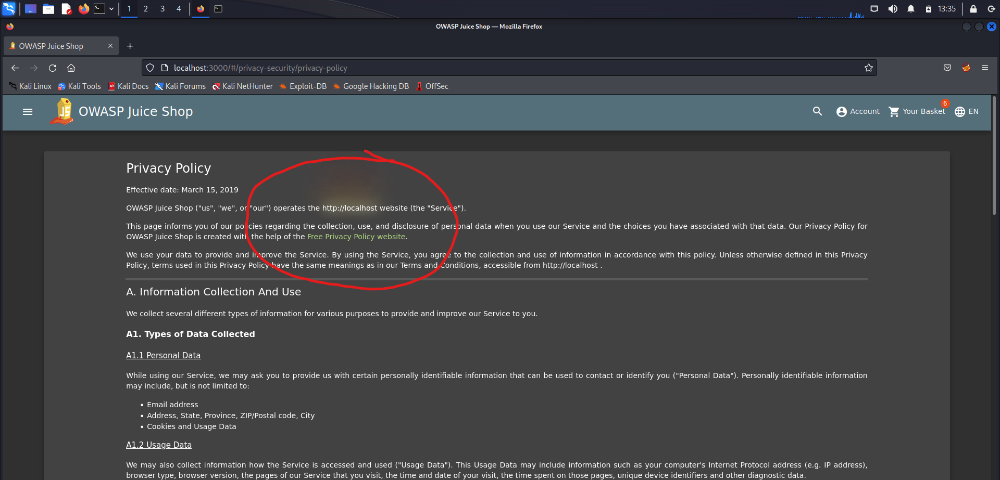 1 2 3 4 13:35
OWASP Juice Shop — Mozilla Firefox
OWASP Juice Shop
localhost:3000/#/privacy-security/privacy-policy
Kali Linux Kali Tools Kali Docs Kali Forums Kali NetHunter Exploit-DB Google Hacking DB OffSec
JS OWASP Juice Shop Account Your Basket 6 EN
Privacy Policy
Effective date: March 15, 2019
OWASP Juice Shop ("us", "we", or "our") operates the http://localhost website (the "Service").
This page informs you of our policies regarding the collection, use, and disclosure of personal data when you use our Service and the choices you have associated with that data. Our Privacy Policy for
OWASP Juice Shop is created with the help of the Free Privacy Policy website.
We use your data to provide and improve the Service. By using the Service, you agree to the collection and use of information in accordance with this policy. Unless otherwise defined in this Privacy
Policy, terms used in this Privacy Policy have the same meanings as in our Terms and Conditions, accessible from http://localhost .
A. Information Collection And Use
We collect several different types of information for various purposes to provide and improve our Service to you.
A1. Types of Data Collected
A1.1 Personal Data
While using our Service, we may ask you to provide us with certain personally identifiable information that can be used to contact or identify you ("Personal Data"). Personally identifiable information
may include, but is not limited to:
• Email address
• Address, State, Province, ZIP/Postal code, City
• Cookies and Usage Data
A1.2 Usage Data
We may also collect information how the Service is accessed and used ("Usage Data"). This Usage Data may include information such as your computer's Internet Protocol address (e.g. IP address),
browser type, browser version, the pages of our Service that you visit, the time and date of your visit, the time spent on those pages, unique device identifiers and other diagnostic data.